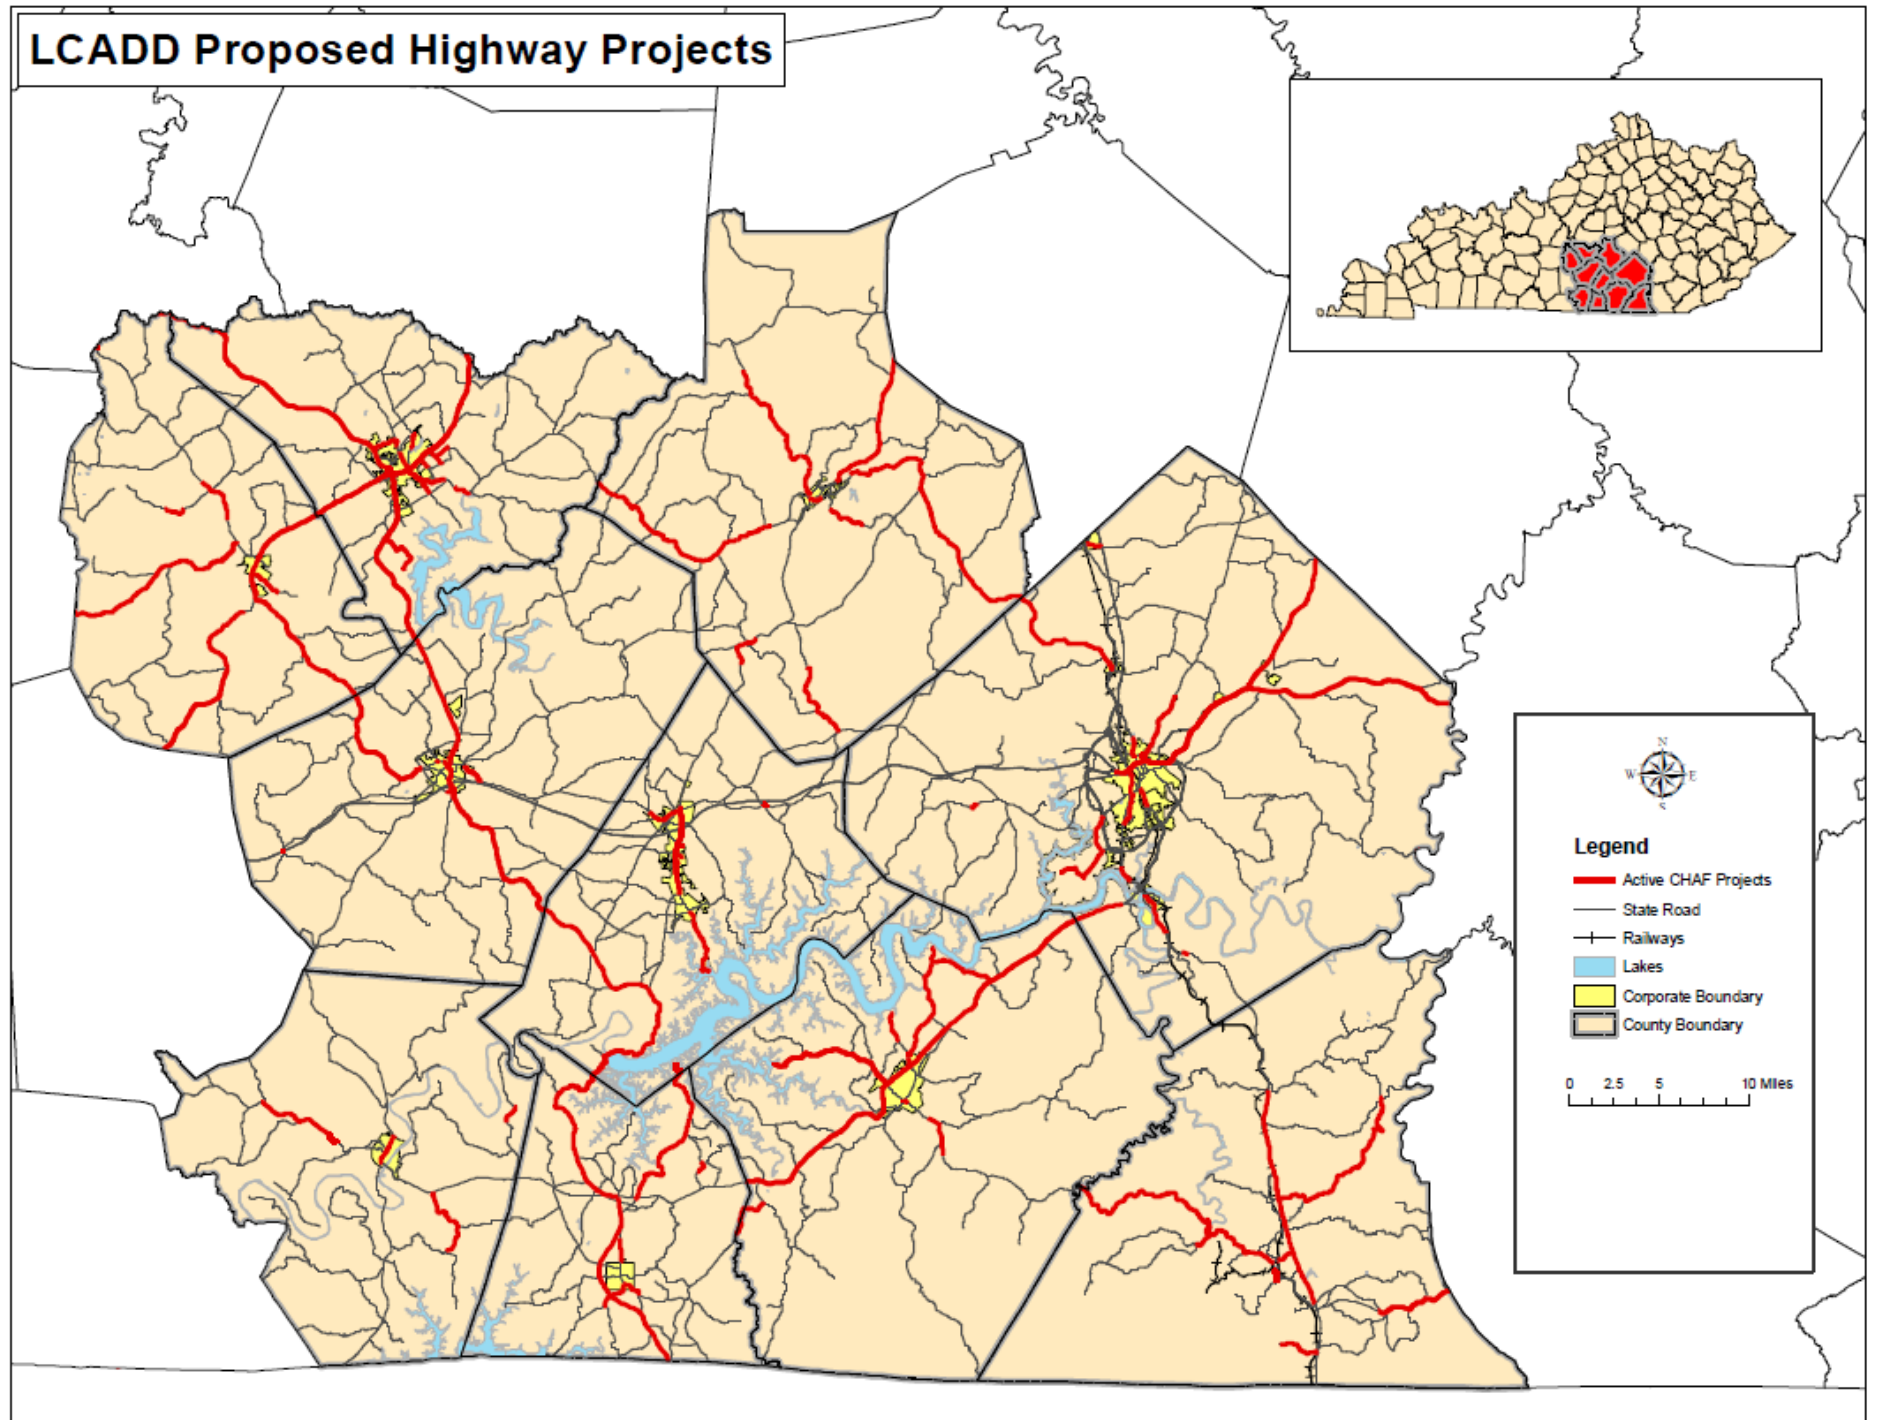 LCADD Proposed Highway Projects
N
W E
S
Legend
Active CHAF Projects
State Road
Railways
Lakes
Corporate Boundary
County Boundary
0 2.5 5 10 Miles